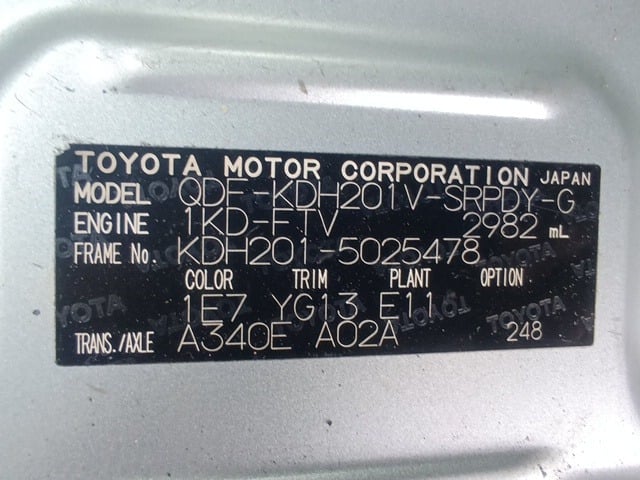 TOYOTA MOTOR CORPORATION JAPAN
MODEL QDF-KDH201V-SRPDY-G
ENGINE 1KD-FTV 2982 mL
FRAME No. KDH201-5025478
COLOR TRIM PLANT OPTION
1E7 YG13 E11
TRANS./AXLE A340E A02A 248